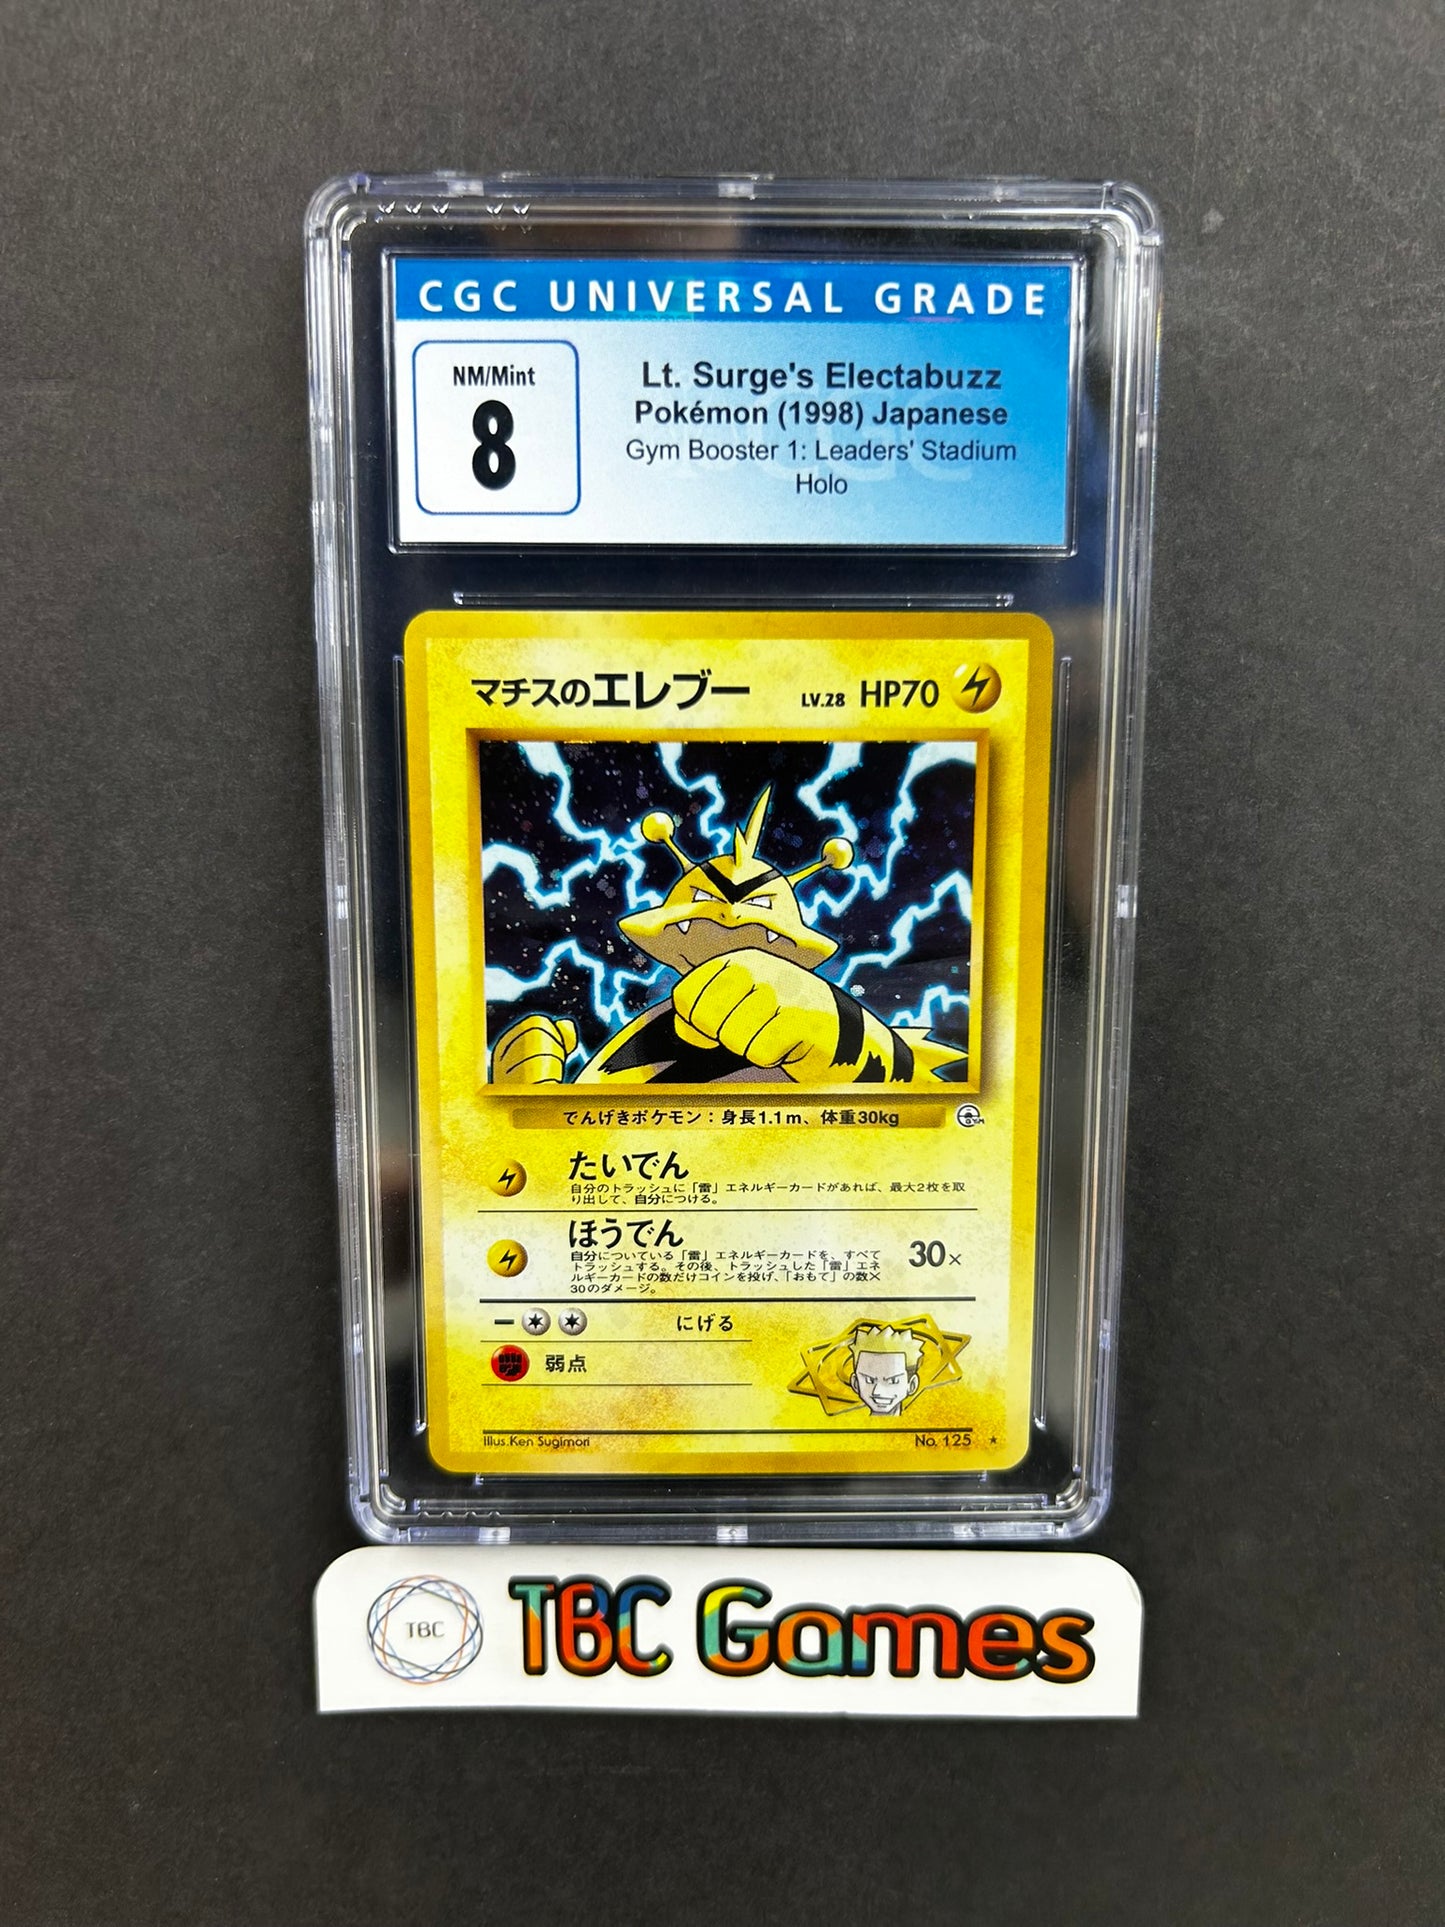 CGC UNIVERSAL GRADE
NM/Mint
8
Lt. Surge's Electabuzz
Pokémon (1998) Japanese
Gym Booster 1: Leaders' Stadium
Holo
マチスのエレブー LV.28 HP70
でんげきポケモン：身長1.1m、体重30kg
GYM
たいでん
自分のトラッシュに「雷」エネルギーカードがあれば、最大2枚を取
り出して、自分につける。
ほうでん
自分についている「雷」エネルギーカードを、すべて
トラッシュする。その後、トラッシュした「雷」エネ
ルギーカードの数だけコインを投げ、「おもて」の数×
30のダメージ。
30×
にげる
弱点
Illus.Ken Sugimori No. 125 ★
TBC
TBC Games